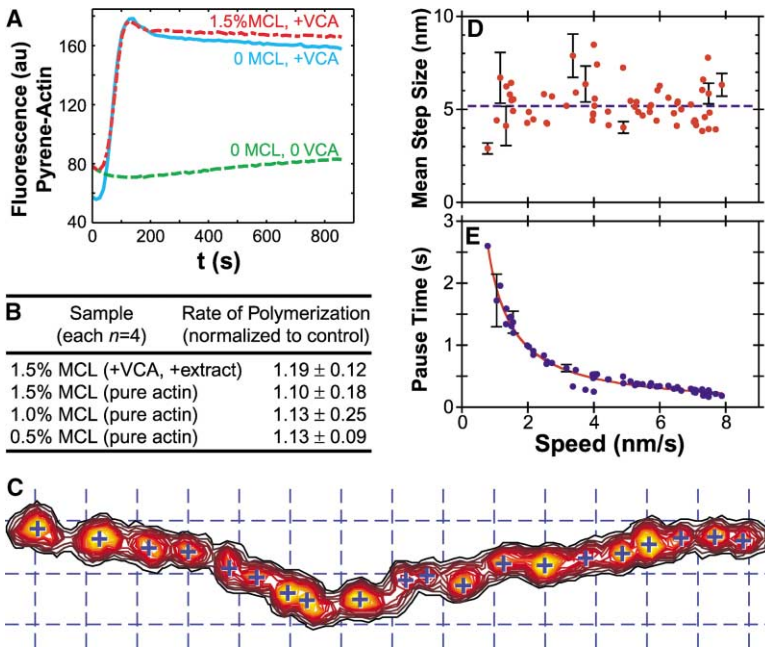 A
Fluorescence (au)
Pyrene-Actin
160
120
80
40
1.5%MCL, +VCA
0 MCL, +VCA
0 MCL, 0 VCA
0 200 400 600 800
t (s)
B
Sample Rate of Polymerization
(each n=4) (normalized to control)
1.5% MCL (+VCA, +extract) 1.19 ± 0.12
1.5% MCL (pure actin) 1.10 ± 0.18
1.0% MCL (pure actin) 1.13 ± 0.25
0.5% MCL (pure actin) 1.13 ± 0.09
C
D
Mean Step Size (nm)
10
5
0
E
Pause Time (s)
3
2
1
0
0 2 4 6 8
Speed (nm/s)